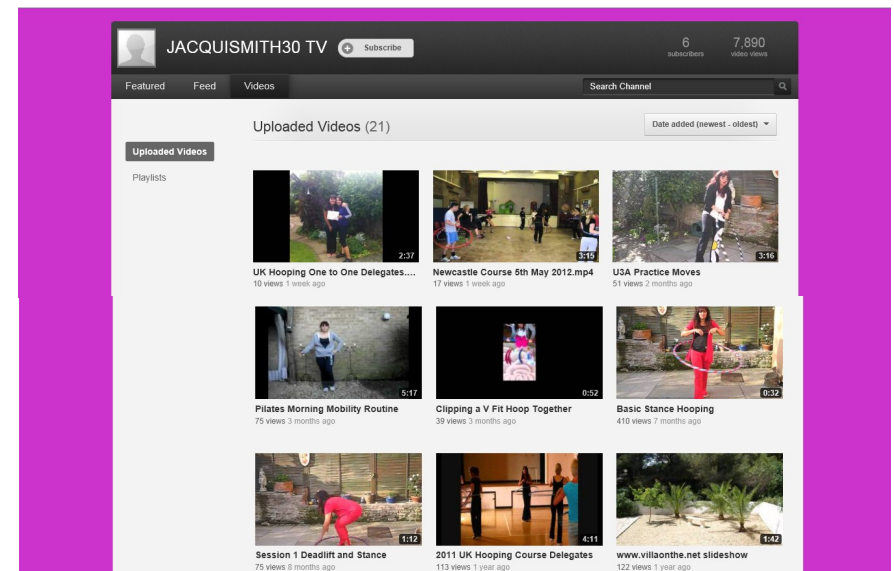 JACQUISMITH30 TV
Subscribe
6
subscribers
7,890
video views
Featured
Feed
Videos
Search Channel
Uploaded Videos (21)
Date added (newest - oldest)
Uploaded Videos
Playlists
2:37
3:15
3:16
UK Hooping One to One Delegates....
10 views 1 week ago
Newcastle Course 5th May 2012.mp4
17 views 1 week ago
U3A Practice Moves
51 views 2 months ago
5:17
0:52
0:32
Pilates Morning Mobility Routine
75 views 3 months ago
Clipping a V Fit Hoop Together
39 views 3 months ago
Basic Stance Hooping
410 views 7 months ago
1:12
4:11
1:42
Session 1 Deadlift and Stance
75 views 8 months ago
2011 UK Hooping Course Delegates
113 views 1 year ago
www.villaonthe.net slideshow
122 views 1 year ago